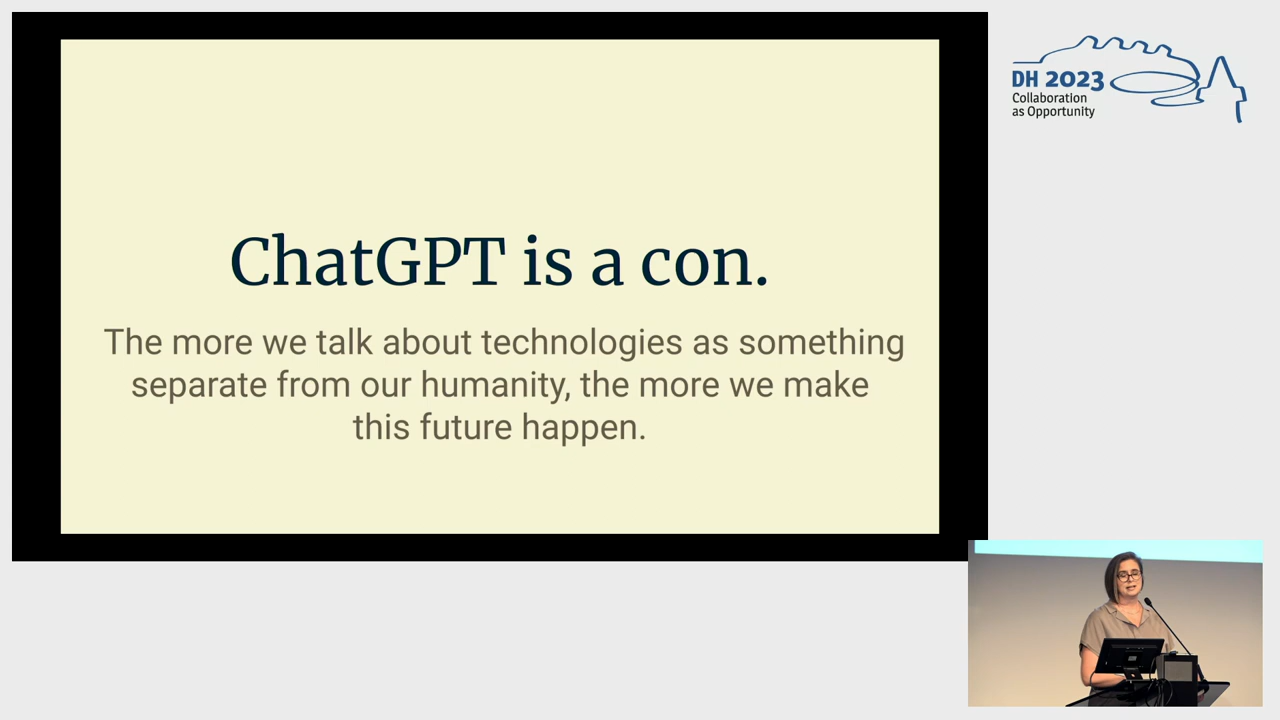 ChatGPT is a con.
The more we talk about technologies as something
separate from our humanity, the more we make
this future happen.
DH 2023
Collaboration
as Opportunity